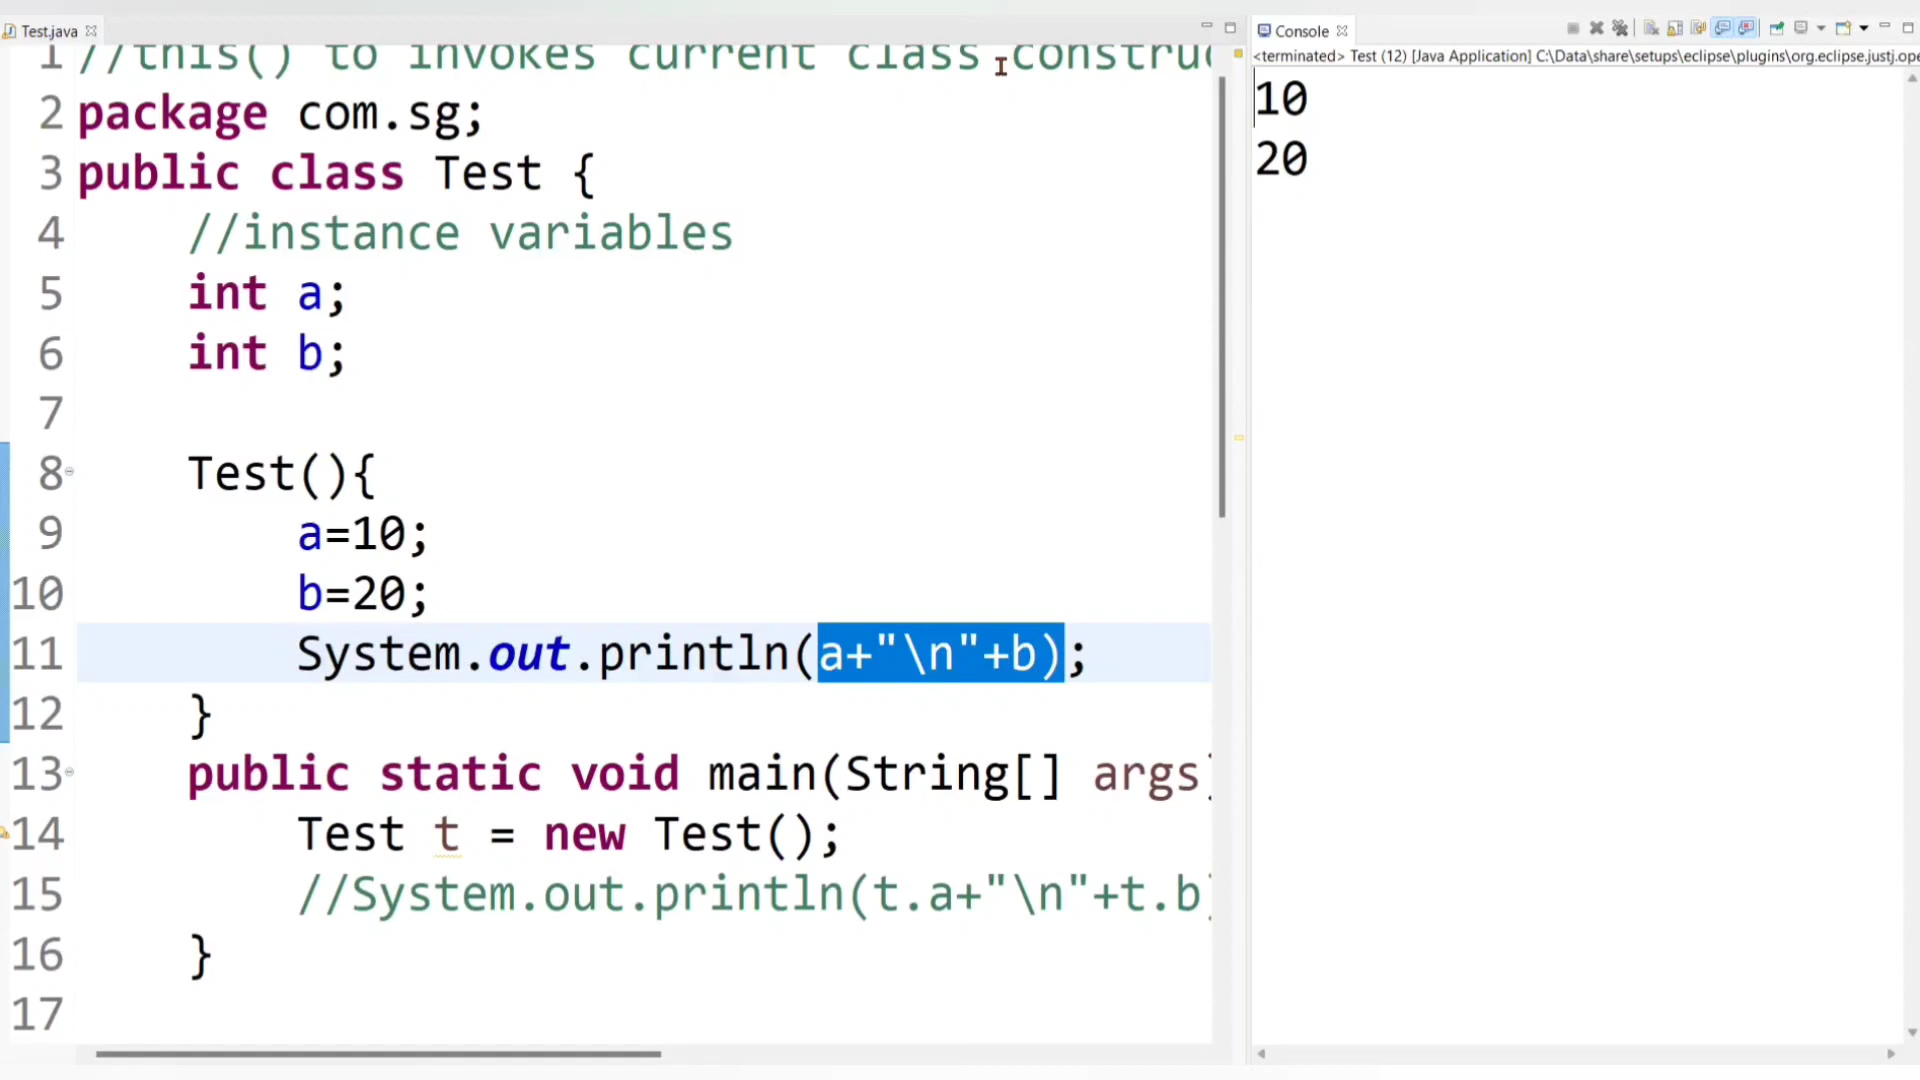 Test.java
1 //this() to invokes current class constru
2 package com.sg;
3 public class Test {
4 //instance variables
5 int a;
6 int b;
7
8 Test(){
9 a=10;
10 b=20;
11 System.out.println(a+"\n"+b);
12 }
13 public static void main(String[] args)
14 Test t = new Test();
15 //System.out.println(t.a+"\n"+t.b)
16 }
17
Console
<terminated> Test (12) [Java Application] C:\Data\share\setups\eclipse\plugins\org.eclipse.justj.ope
10
20